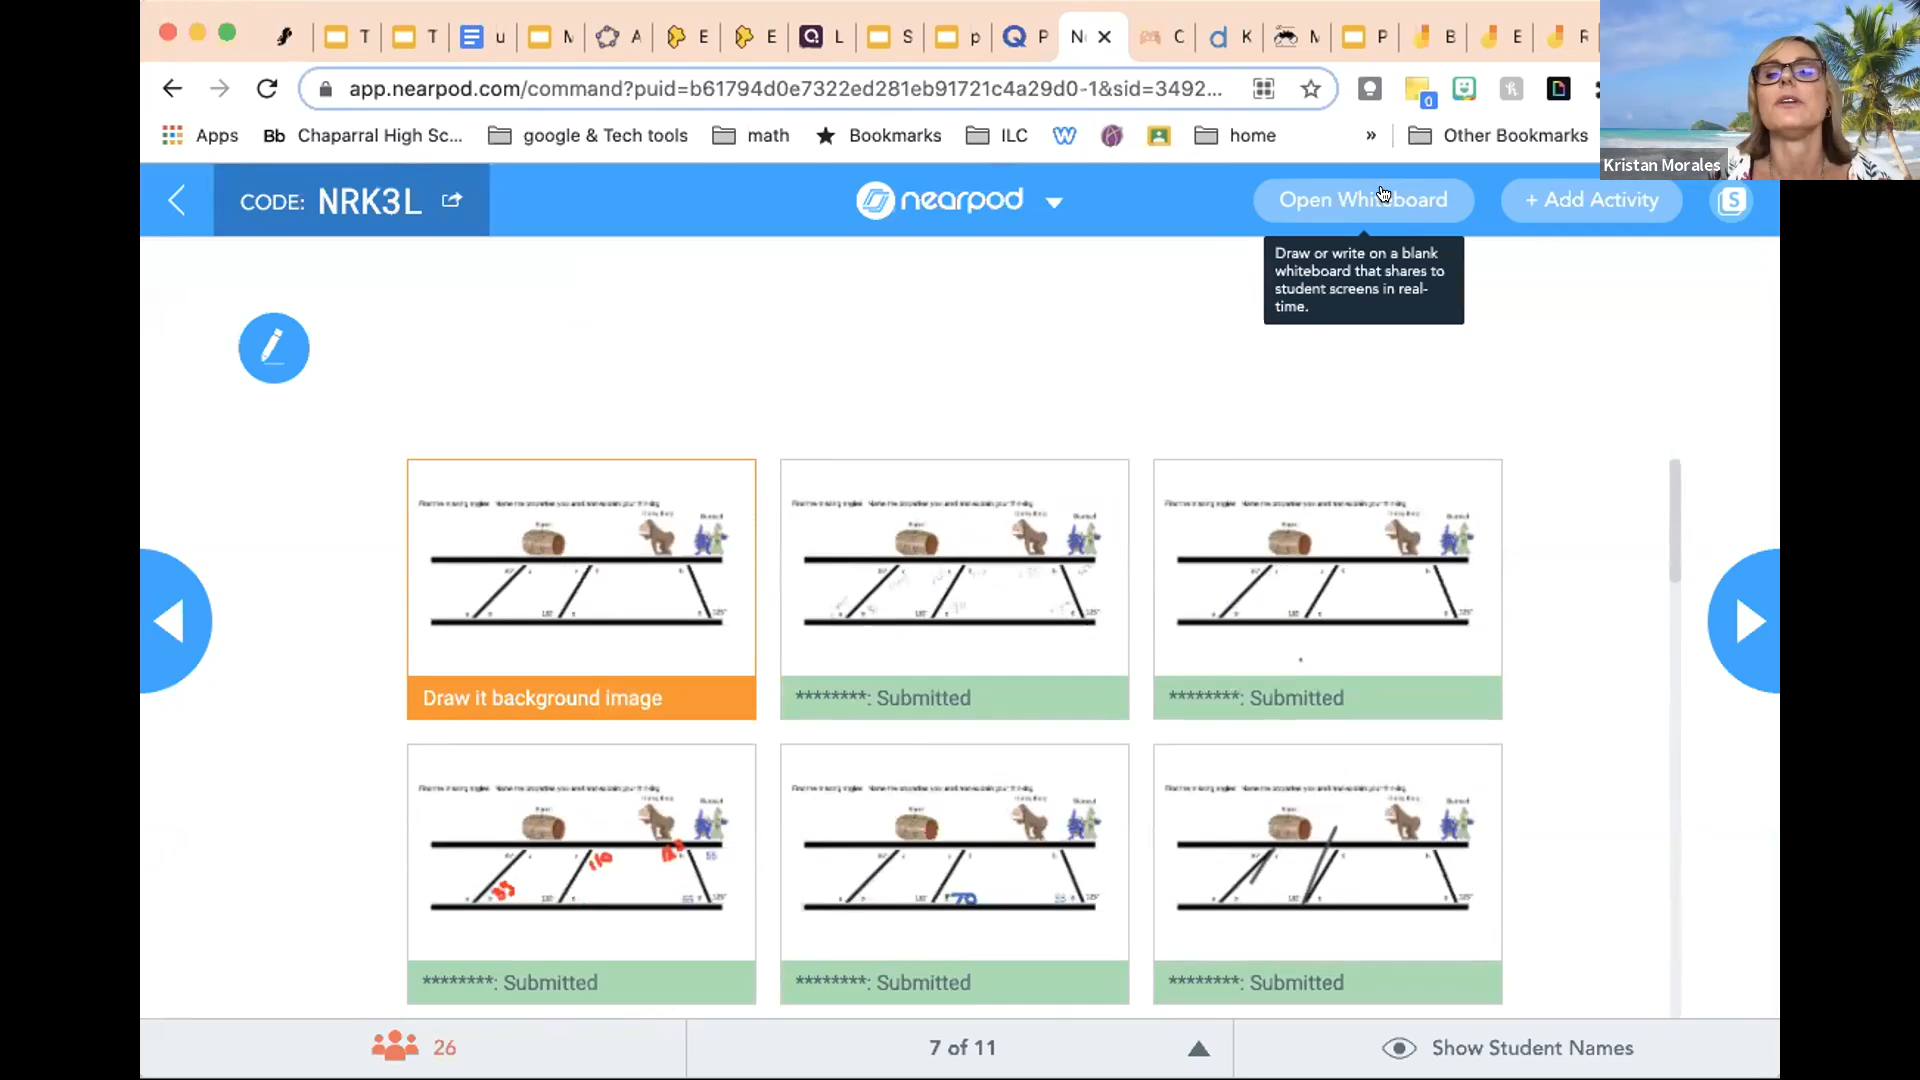 T
T
u
M
A
E
E
L
S
p
P
N
C
K
M
P
B
E
R
app.nearpod.com/command?puid=b61794d0e7322ed281eb91721c4a29d0-1&sid=3492...
0
Apps
Bb Chaparral High Sc...
google & Tech tools
math
Bookmarks
ILC
home
»
Other Bookmarks
Kristan Morales
CODE: NRK3L
nearpod
Open Whiteboard
+ Add Activity
S
Draw or write on a blank
whiteboard that shares to
student screens in real-
time.
Draw it background image
********: Submitted
********: Submitted
********: Submitted
********: Submitted
********: Submitted
26
7 of 11
Show Student Names